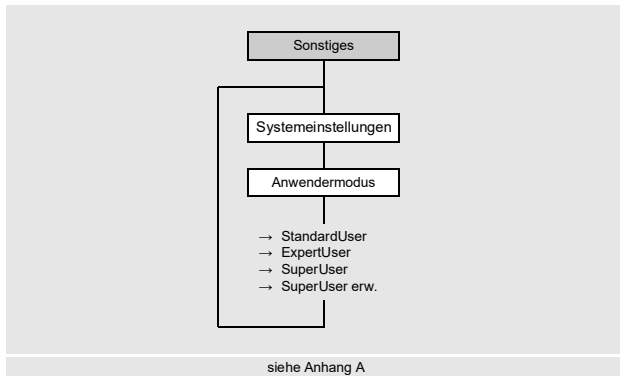 Sonstiges
Systemeinstellungen
Anwendermodus
→ StandardUser
→ ExpertUser
→ SuperUser
→ SuperUser erw.
siehe Anhang A